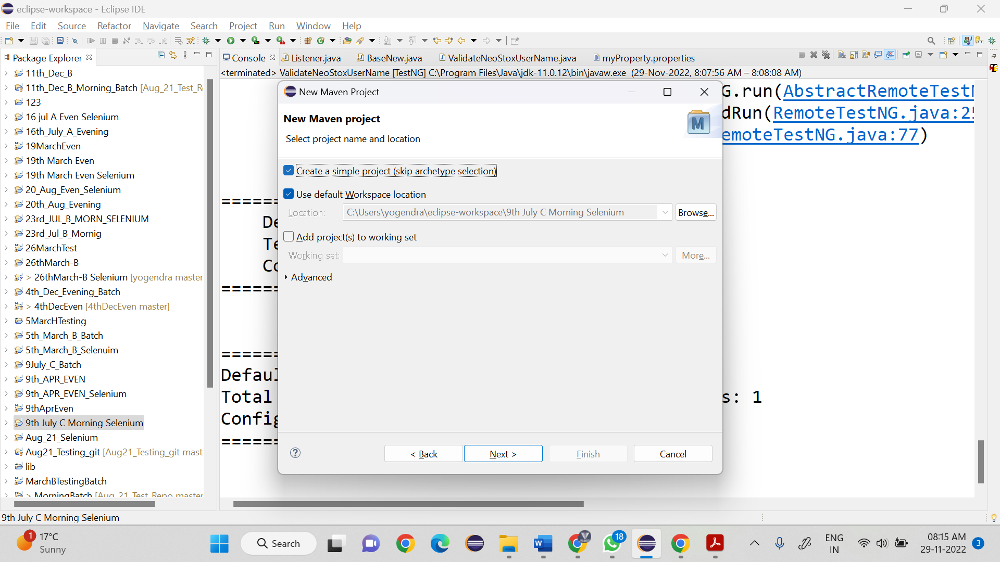 eclipse-workspace - Eclipse IDE
File Edit Source Refactor Navigate Search Project Run Window Help
Package Explorer
Console Listener.java BaseNew.java ValidateNeoStoxUserName.java myProperty.properties
<terminated> ValidateNeoStoxUserName [TestNG] C:\Program Files\Java\jdk-11.0.12\bin\javaw.exe (29-Nov-2022, 8:07:56 AM – 8:08:08 AM)
11th_Dec_B
11th_Dec_B_Morning_Batch [Aug_21_Test_Re
123
16 jul A Even Selenium
16th_July_A_Evening
19MarchEven
19th March Even
19th March Even Selenium
20_Aug_Even_Selenium
20th_Aug_Evening
23rd_JUL_B_MORN_SELENIUM
23rd_Jul_B_Mornig
26MarchTest
26thMarch-B
> 26thMarch-B Selenium [yogendra master
4th_Dec_Evening_Batch
> 4thDecEven [4thDecEven master]
5MarcHTesting
5th_March_B_Batch
5th_March_B_Selenuim
9July_C_Batch
9th_APR_EVEN
9th_APR_EVEN_Selenium
9thAprEven
9th July C Morning Selenium
Aug_21_Selenium
Aug21_Testing_git [Aug21_Testing_git mast
lib
MarchBTestingBatch
> MorningBatch [Aug_21_Test_Repo master
G.run(AbstractRemoteTestN
dRun(RemoteTestNG.java:25
emoteTestNG.java:77)
======
De
Te
Co
======
======
Defaul
Total s: 1
Config
======
New Maven Project
New Maven project
Select project name and location
M
Create a simple project (skip archetype selection)
Use default Workspace location
Location: C:\Users\yogendra\eclipse-workspace\9th July C Morning Selenium Browse...
Add project(s) to working set
Working set: More...
Advanced
? < Back Next > Finish Cancel
9th July C Morning Selenium
1 17°C
Sunny
Search
W
V
18
ENG
IN
08:15 AM
29-11-2022
3